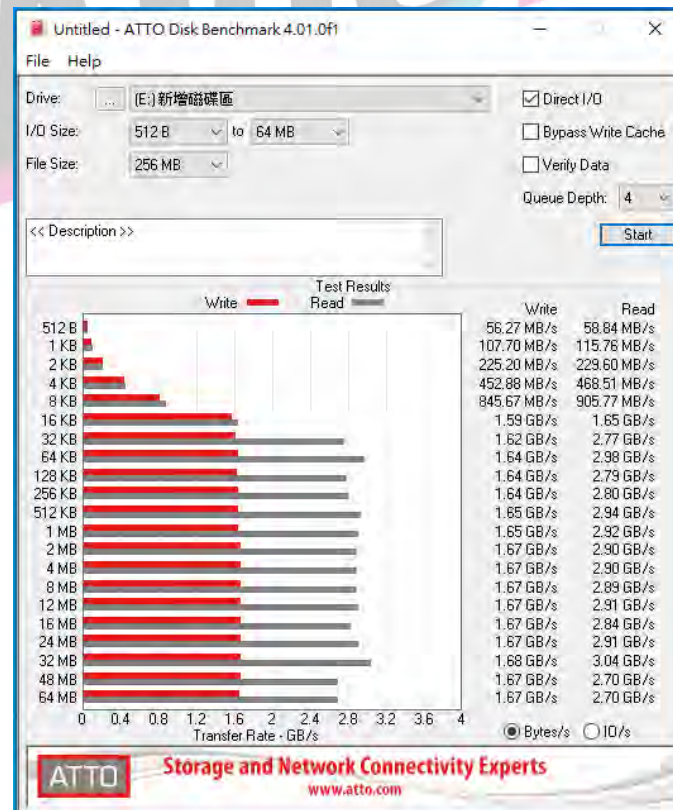 Untitled - ATTO Disk Benchmark 4.01.0f1
File Help
Drive: ... (E:)新增磁碟區
Direct I/O
I/O Size: 512 B to 64 MB
Bypass Write Cache
File Size: 256 MB
Verify Data
Queue Depth: 4
<< Description >>
Start
Test Results
Write Read
Write Read
512 B 56.27 MB/s 58.84 MB/s
1 KB 107.70 MB/s 115.76 MB/s
2 KB 225.20 MB/s 229.60 MB/s
4 KB 452.88 MB/s 468.51 MB/s
8 KB 845.67 MB/s 905.77 MB/s
16 KB 1.59 GB/s 1.65 GB/s
32 KB 1.62 GB/s 2.77 GB/s
64 KB 1.64 GB/s 2.98 GB/s
128 KB 1.64 GB/s 2.79 GB/s
256 KB 1.64 GB/s 2.80 GB/s
512 KB 1.65 GB/s 2.94 GB/s
1 MB 1.65 GB/s 2.92 GB/s
2 MB 1.67 GB/s 2.90 GB/s
4 MB 1.67 GB/s 2.90 GB/s
8 MB 1.67 GB/s 2.89 GB/s
12 MB 1.67 GB/s 2.91 GB/s
16 MB 1.67 GB/s 2.84 GB/s
24 MB 1.67 GB/s 2.91 GB/s
32 MB 1.68 GB/s 3.04 GB/s
48 MB 1.67 GB/s 2.70 GB/s
64 MB 1.67 GB/s 2.70 GB/s
0 0.4 0.8 1.2 1.6 2 2.4 2.8 3.2 3.6 4
Transfer Rate - GB/s
Bytes/s IO/s
ATTO
Storage and Network Connectivity Experts
www.atto.com